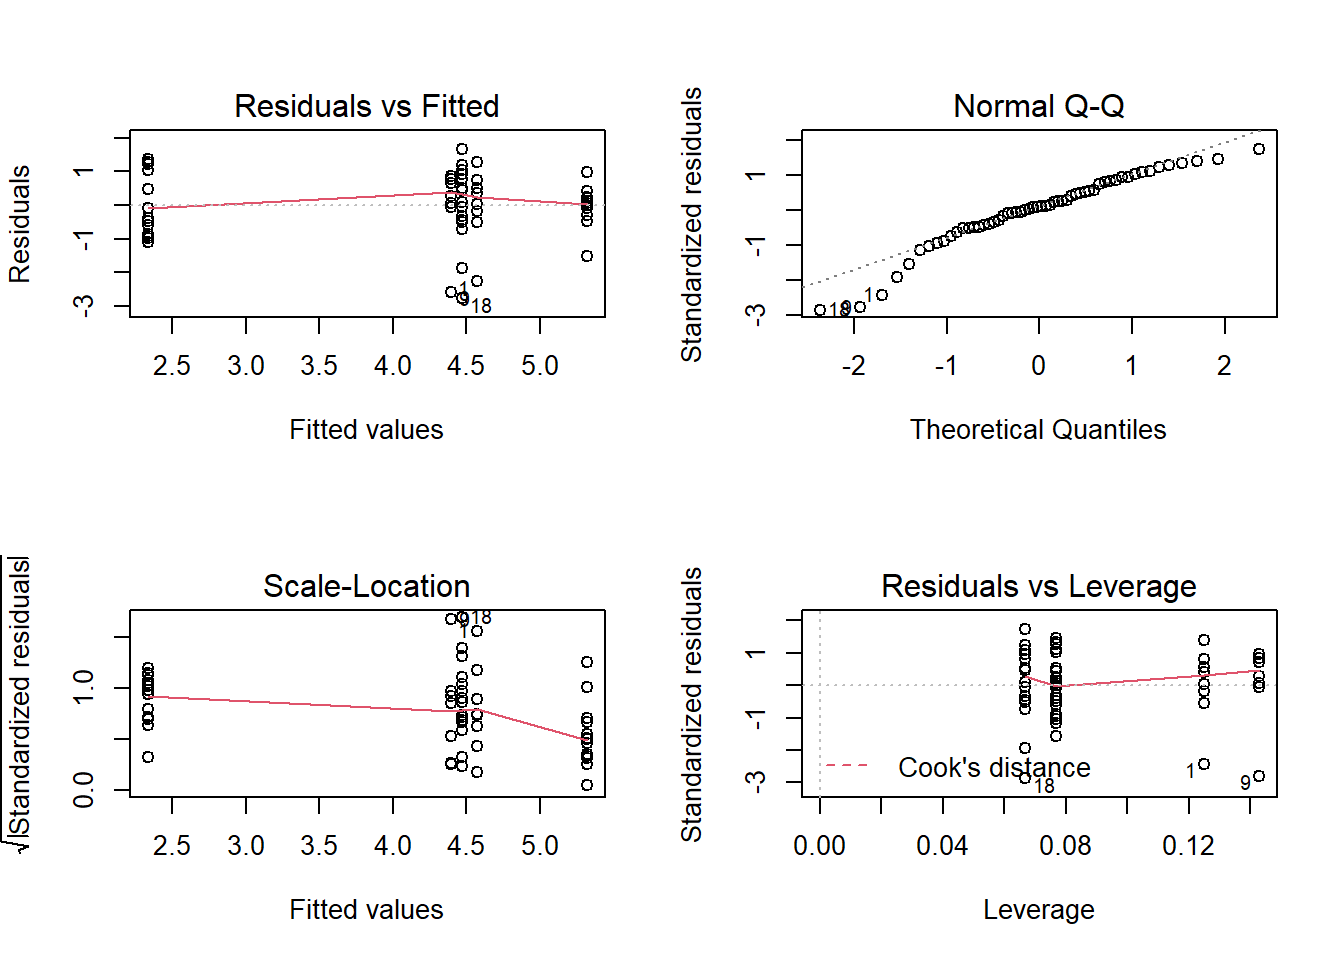 Residuals vs Fitted
Residuals
1
-1
-3
1
9
18
2.5 3.0 3.5 4.0 4.5 5.0
Fitted values
Normal Q-Q
Standardized residuals
1
-1
-3
18
9
1
-2 -1 0 1 2
Theoretical Quantiles
Scale-Location
√|Standardized residuals|
1.0
0.0
9
18
1
2.5 3.0 3.5 4.0 4.5 5.0
Fitted values
Residuals vs Leverage
Standardized residuals
1
-1
-3
Cook's distance
18
1
9
0.00 0.04 0.08 0.12
Leverage